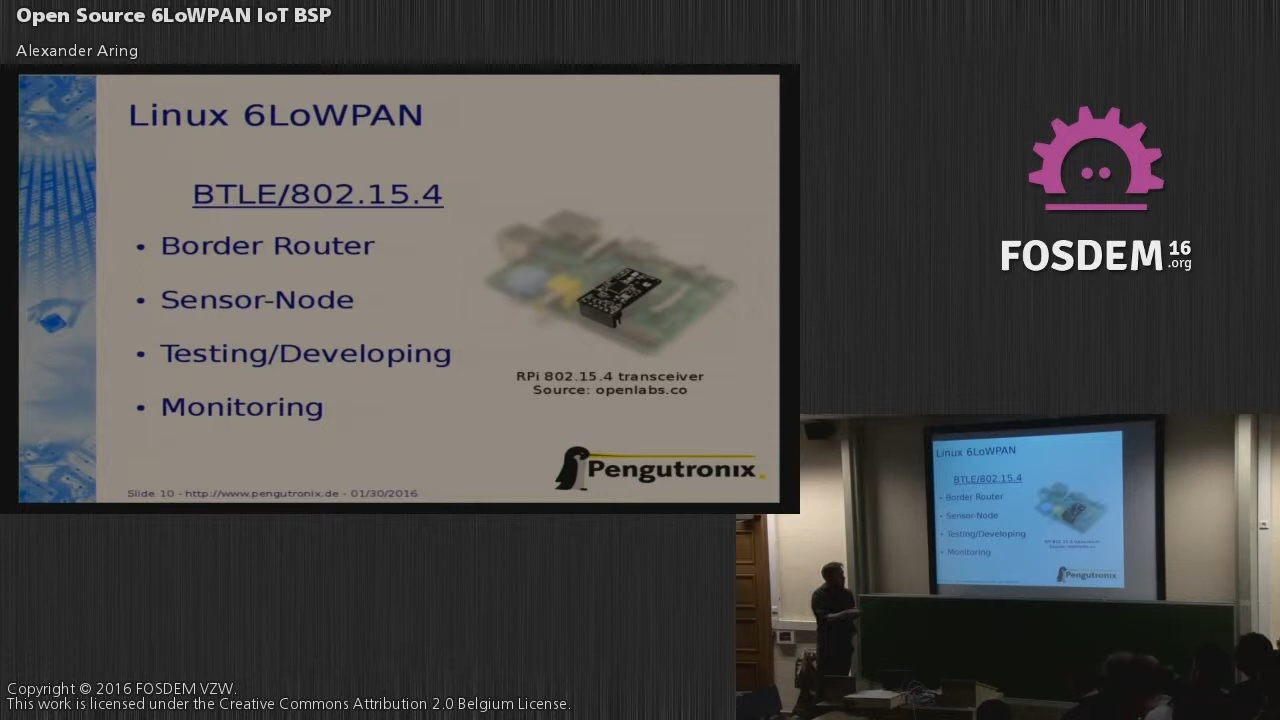 Open Source 6LoWPAN IoT BSP
Alexander Aring
Linux 6LoWPAN
BTLE/802.15.4
• Border Router
• Sensor-Node
• Testing/Developing
• Monitoring
RPi 802.15.4 transceiver
Source: openlabs.co
Pengutronix.
Slide 10 - http://www.pengutronix.de - 01/30/2016
FOSDEM 16
.org
Linux 6LoWPAN
BTLE/802.15.4
• Border Router
• Sensor-Node
• Testing/Developing
• Monitoring
Pengutronix
Copyright © 2016 FOSDEM VZW.
This work is licensed under the Creative Commons Attribution 2.0 Belgium License.